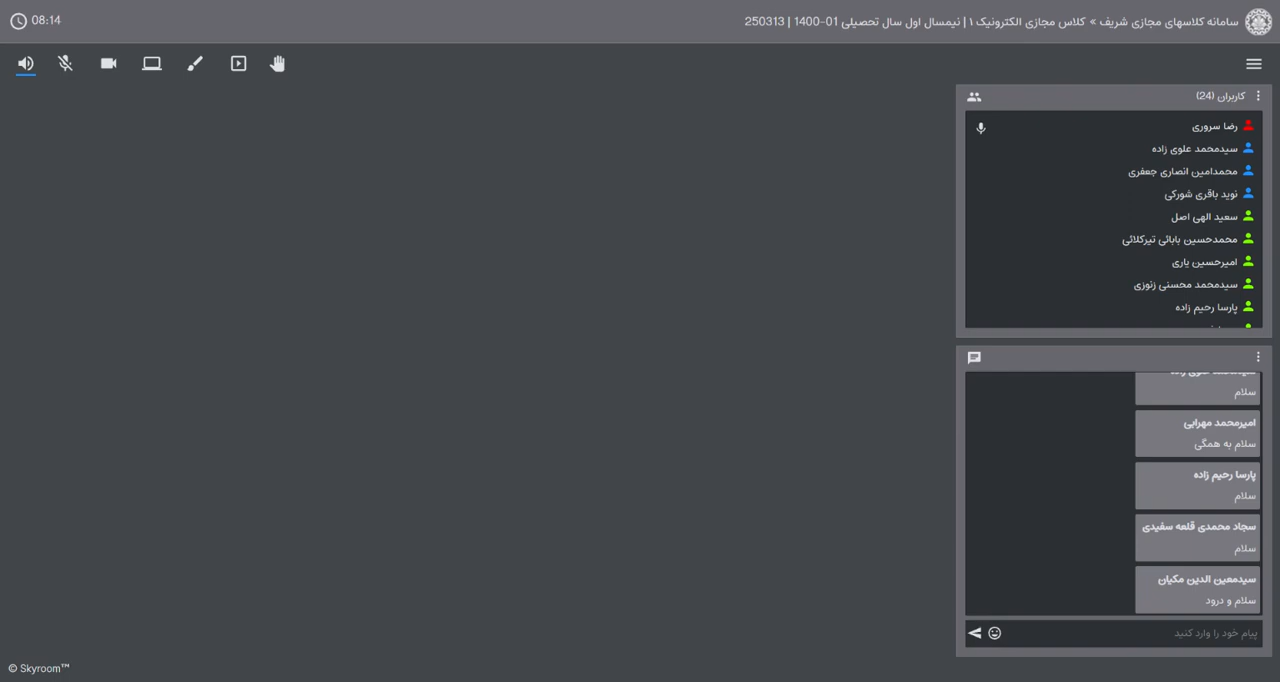 08:14
سامانه کلاسهای مجازی شریف » کلاس مجازی الکترونیک ۱ | نیمسال اول سال تحصیلی 01-1400 | 250313
کاربران (24)
رضا سروری
سیدمحمد علوی زاده
محمدامین انصاری جعفری
نوید باقری شورکی
سعید الهی اصل
محمدحسین بابائی تیرکلائی
امیرحسین یاری
سیدمحمد محسنی زنوزی
پارسا رحیم زاده
سیدمحمد علوی زاده
سلام
امیرمحمد مهرابی
سلام به همگی
پارسا رحیم زاده
سلام
سجاد محمدی قلعه سفیدی
سلام
سیدمعین الدین مکیان
سلام و درود
پیام خود را وارد کنید
© Skyroom™